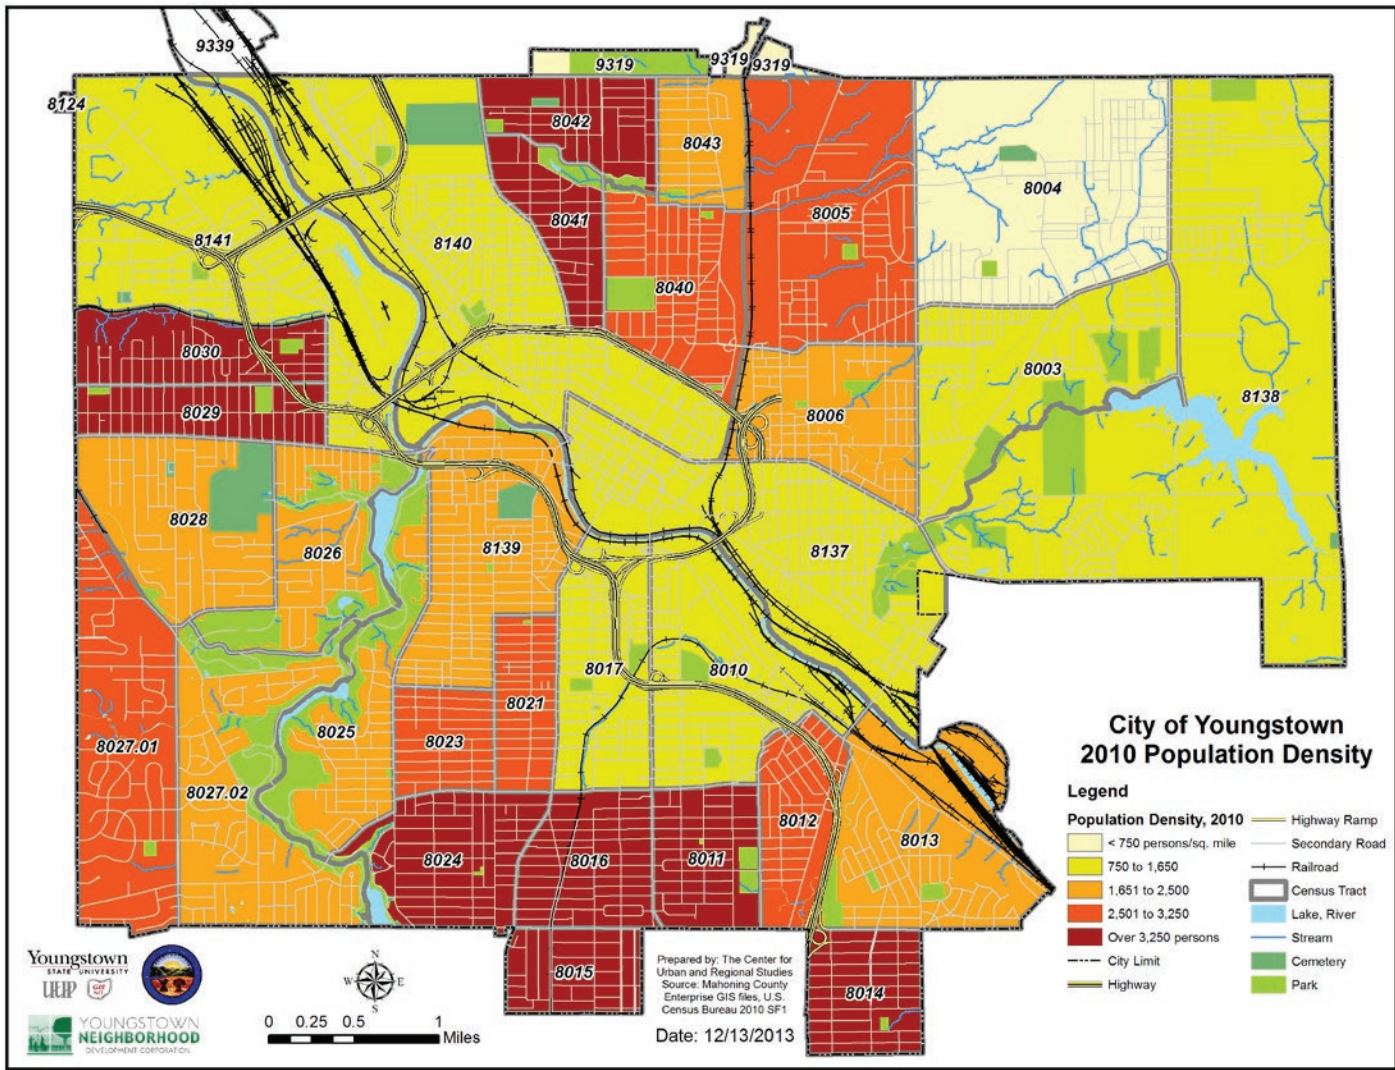 9339
9319
9319
9319
8124
8042
8043
8004
8005
8041
8141
8140
8040
8030
8003
8138
8029
8006
8028
8026
8139
8137
8017
8010
8021
8025
8023
8027.01
8027.02
8012
8013
8024
8016
8011
8015
8014
City of Youngstown
2010 Population Density
Legend
Population Density, 2010
< 750 persons/sq. mile
750 to 1,650
1,651 to 2,500
2,501 to 3,250
Over 3,250 persons
City Limit
Highway
Highway Ramp
Secondary Road
Railroad
Census Tract
Lake, River
Stream
Cemetery
Park
Youngstown
STATE UNIVERSITY
YOUNGSTOWN
NEIGHBORHOOD
DEVELOPMENT CORPORATION
N
W E
S
0 0.25 0.5 1
Miles
Prepared by: The Center for
Urban and Regional Studies
Source: Mahoning County
Enterprise GIS files, U.S.
Census Bureau 2010 SF1
Date: 12/13/2013